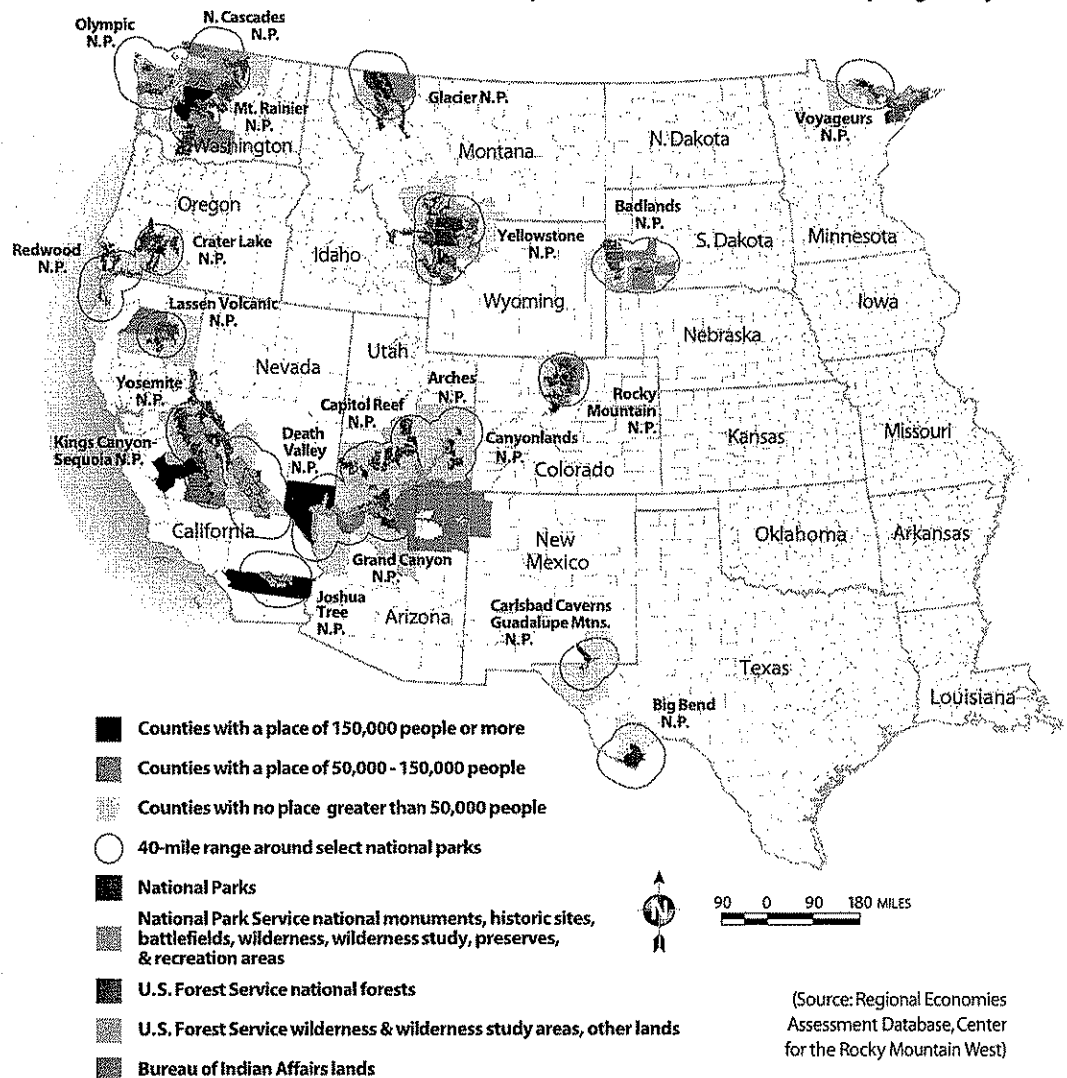 Olympic
N.P.
N. Cascades
N.P.
Mt. Rainier
N.P.
Washington
Glacier N.P.
Montana
N. Dakota
Voyageurs
N.P.
Oregon
Redwood
N.P.
Crater Lake
N.P.
Idaho
Yellowstone
N.P.
Badlands
N.P.
S. Dakota
Minnesota
Wyoming
Iowa
Lassen Volcanic
N.P.
Nevada
Utah
Nebraska
Yosemite
N.P.
Kings Canyon-
Sequoia N.P.
Death
Valley
N.P.
Capitol Reef
N.P.
Arches
N.P.
Canyonlands
N.P.
Rocky
Mountain
N.P.
Colorado
Kansas
Missouri
California
Grand Canyon
N.P.
New
Mexico
Oklahoma
Arkansas
Joshua
Tree
N.P.
Arizona
Carlsbad Caverns
Guadalupe Mtns.
N.P.
Texas
Louisiana
Big Bend
N.P.
Counties with a place of 150,000 people or more
Counties with a place of 50,000 - 150,000 people
Counties with no place greater than 50,000 people
40-mile range around select national parks
National Parks
National Park Service national monuments, historic sites,
battlefields, wilderness, wilderness study, preserves,
& recreation areas
U.S. Forest Service national forests
U.S. Forest Service wilderness & wilderness study areas, other lands
Bureau of Indian Affairs lands
N
90 0 90 180 MILES
(Source: Regional Economies
Assessment Database, Center
for the Rocky Mountain West)